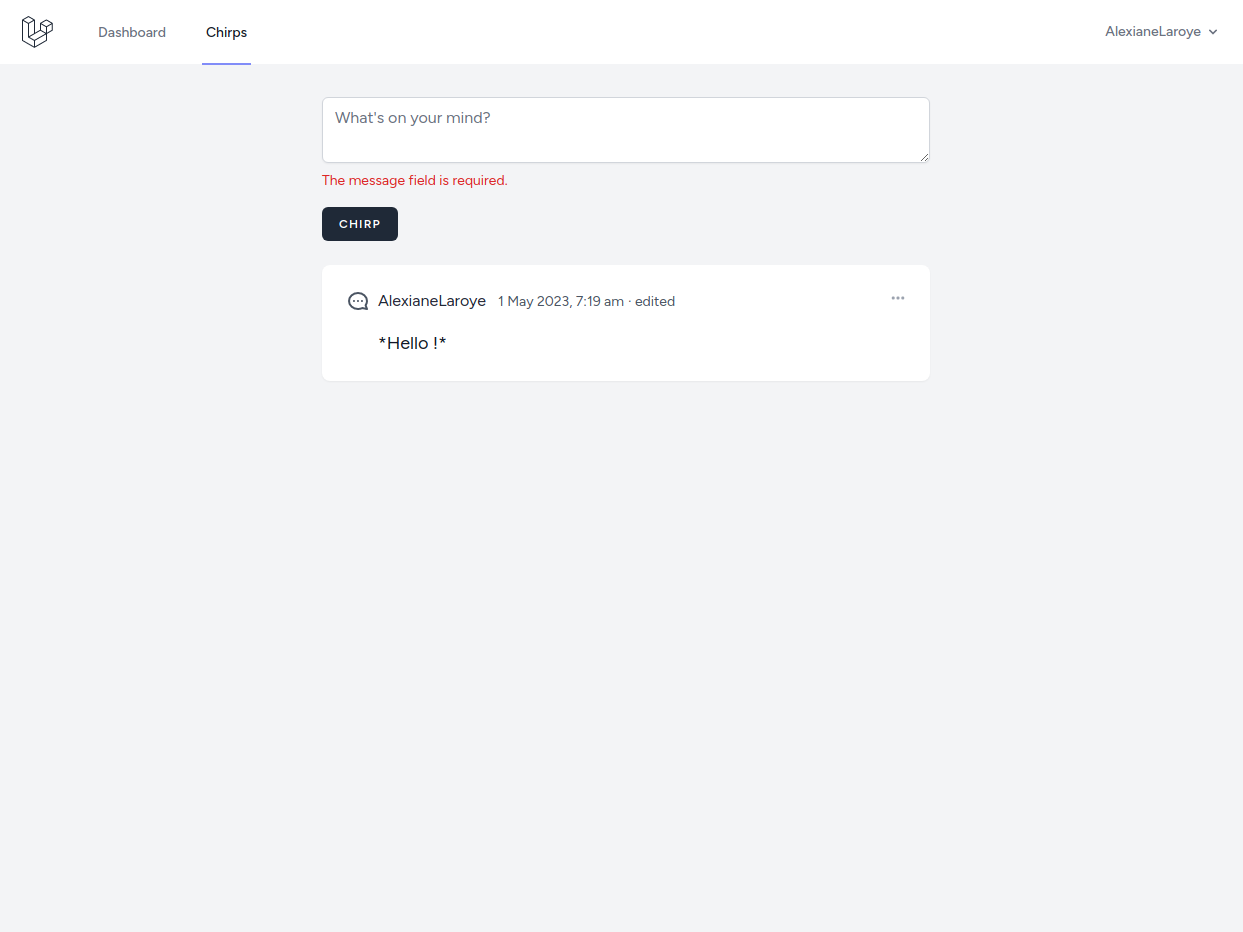 Dashboard Chirps AlexianeLaroye
What's on your mind?
The message field is required.
CHIRP
AlexianeLaroye 1 May 2023, 7:19 am · edited
*Hello !*